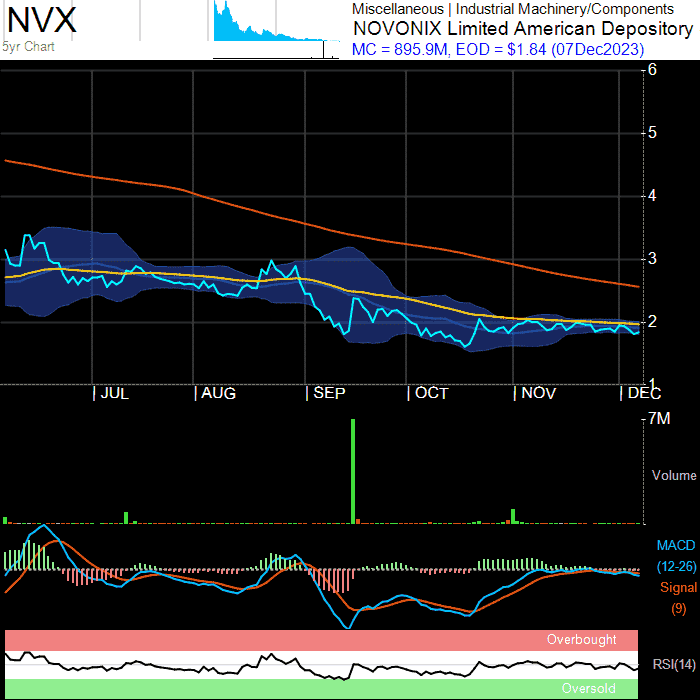 NVX
5yr Chart
Miscellaneous | Industrial Machinery/Components
NOVONIX Limited American Depository
MC = 895.9M, EOD = $1.84 (07Dec2023)
6
5
4
3
2
1
| JUL | AUG | SEP | OCT | NOV | DEC
7M
Volume
MACD
(12-26)
Signal
(9)
Overbought
RSI(14)
Oversold